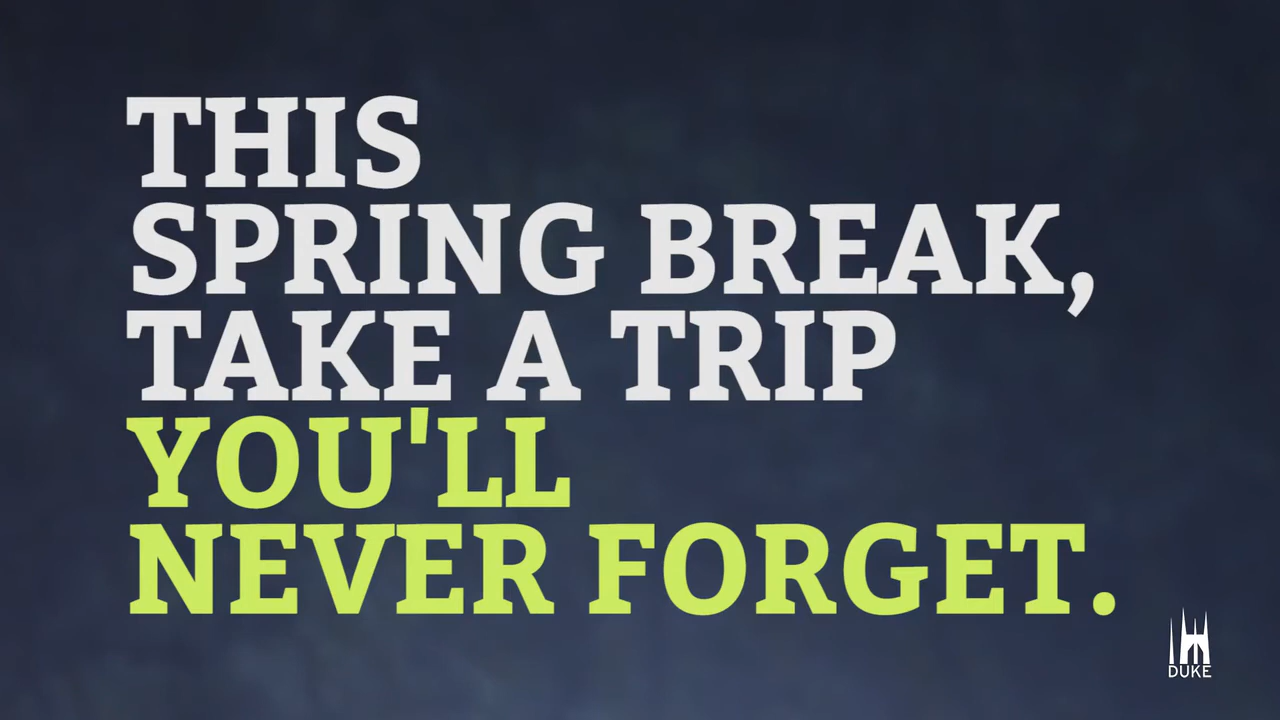 THIS
SPRING BREAK,
TAKE A TRIP
YOU'LL
NEVER FORGET.
DUKE